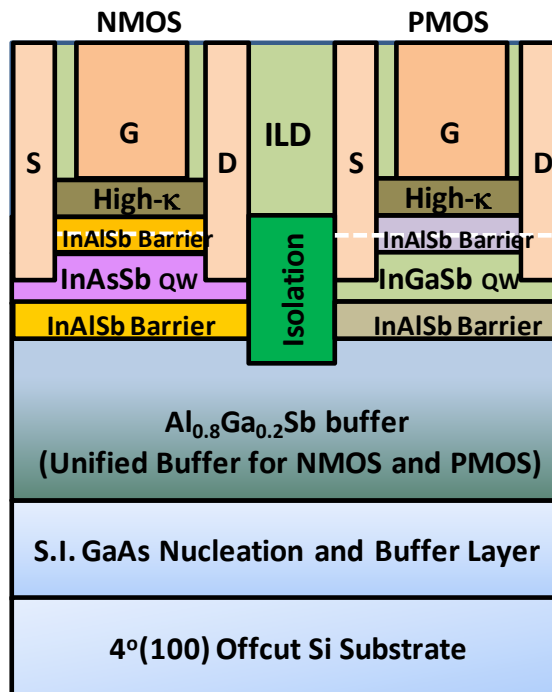 NMOS PMOS
S G D ILD S G D
High-κ High-κ
InAlSb Barrier InAlSb Barrier
InAsSb QW Isolation InGaSb QW
InAlSb Barrier InAlSb Barrier
Al0.8Ga0.2Sb buffer
(Unified Buffer for NMOS and PMOS)
S.I. GaAs Nucleation and Buffer Layer
4º(100) Offcut Si Substrate